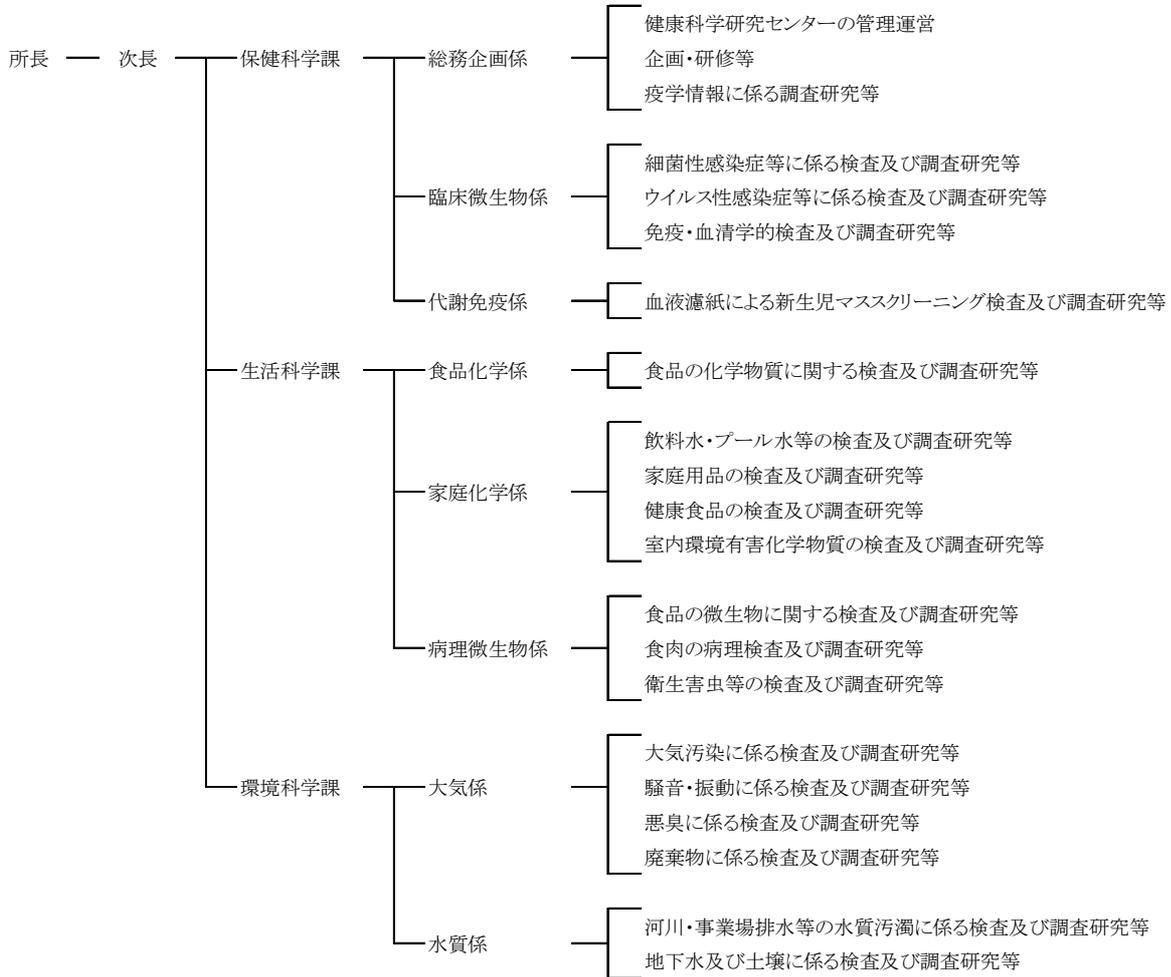 所長 次長 保健科学課 総務企画係 健康科学研究センターの管理運営
企画・研修等
疫学情報に係る調査研究等
細菌性感染症等に係る検査及び調査研究等
臨床微生物係 ウイルス性感染症等に係る検査及び調査研究等
免疫・血清学的検査及び調査研究等
代謝免疫係 血液濾紙による新生児マススクリーニング検査及び調査研究等
生活科学課 食品化学係 食品の化学物質に関する検査及び調査研究等
飲料水・プール水等の検査及び調査研究等
家庭化学係 家庭用品の検査及び調査研究等
健康食品の検査及び調査研究等
室内環境有害化学物質の検査及び調査研究等
食品の微生物に関する検査及び調査研究等
病理微生物係 食肉の病理検査及び調査研究等
衛生害虫等の検査及び調査研究等
大気汚染に係る検査及び調査研究等
環境科学課 大気係 騒音・振動に係る検査及び調査研究等
悪臭に係る検査及び調査研究等
廃棄物に係る検査及び調査研究等
水質係 河川・事業場排水等の水質汚濁に係る検査及び調査研究等
地下水及び土壌に係る検査及び調査研究等